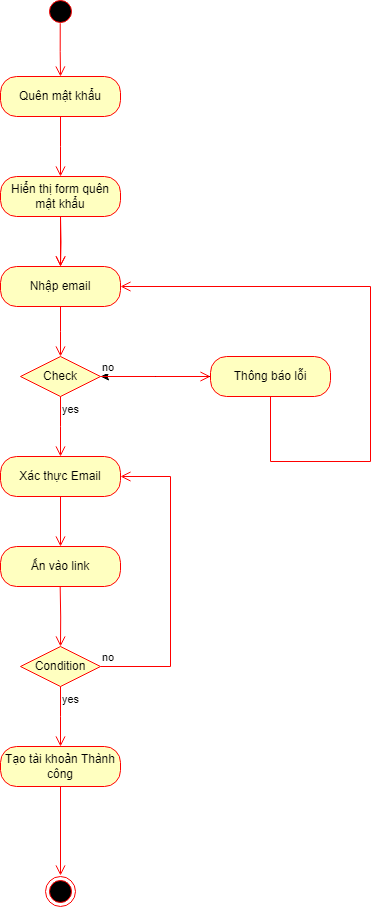 Quên mật khẩu
Hiển thị form quên
mật khẩu
Nhập email
Check
no
Thông báo lỗi
yes
Xác thực Email
Ấn vào link
Condition
no
yes
Tạo tài khoản Thành
công